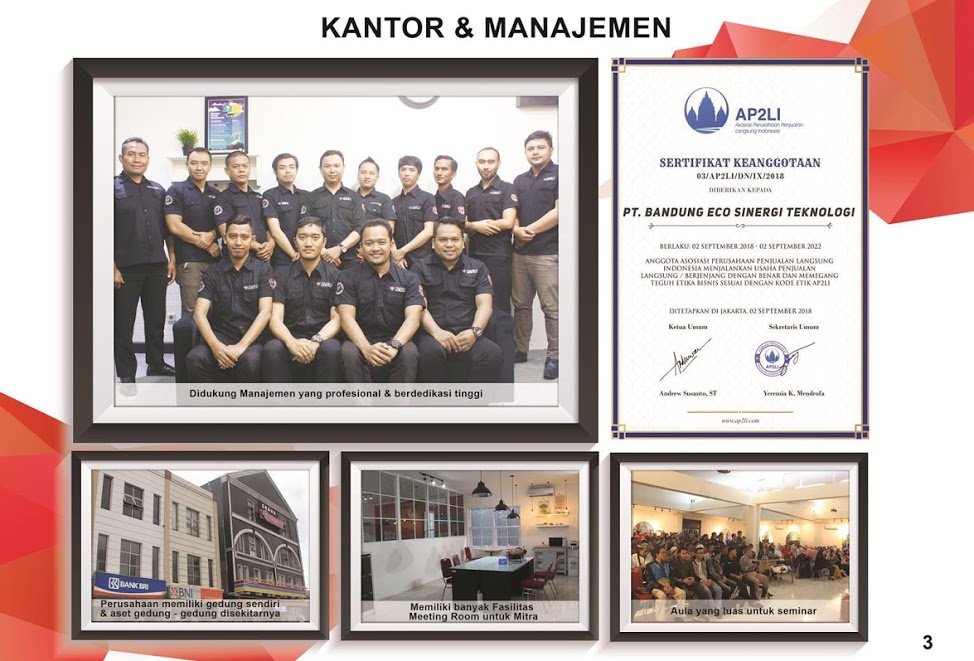 KANTOR & MANAJEMEN
Didukung Manajemen yang profesional & berdedikasi tinggi
AP2LI
Asosiasi Perusahaan Penjualan
Langsung Indonesia
SERTIFIKAT KEANGGOTAAN
03/AP2LI/DN/IX/2018
DIBERIKAN KEPADA
PT. BANDUNG ECO SINERGI TEKNOLOGI
BERLAKU: 02 SEPTEMBER 2018 - 02 SEPTEMBER 2022
ANGGOTA ASOSIASI PERUSAHAAN PENJUALAN LANGSUNG
INDONESIA MENJALANKAN USAHA PENJUALAN
LANGSUNG / BERJENJANG DENGAN BENAR DAN MEMEGANG
TEGUH ETIKA BISNIS SESUAI DENGAN KODE ETIK AP2LI
DITETAPKAN DI JAKARTA, 02 SEPTEMBER 2018
Ketua Umum
Sekretaris Umum
AP2LI
Andrew Susanto, ST
Yeremia K. Mendrofa
www.ap2li.com
GRAHA
BANK BRI
BNI
Perusahaan memiliki gedung sendiri
& aset gedung - gedung disekitarnya
Memiliki banyak Fasilitas
Meeting Room untuk Mitra
Aula yang luas untuk seminar
3